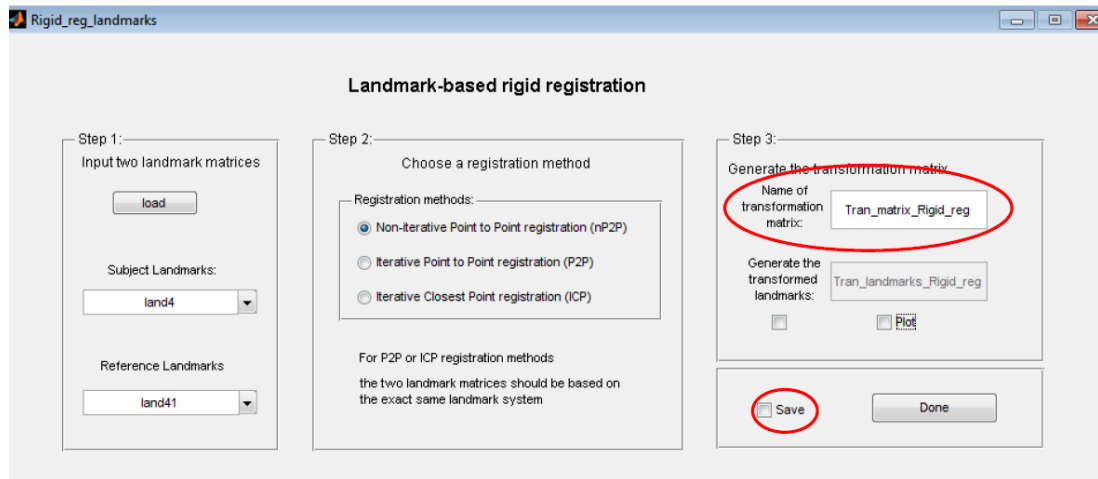 Rigid_reg_landmarks
Landmark-based rigid registration
Step 1:
Input two landmark matrices
load
Subject Landmarks:
land4
Reference Landmarks
land41
Step 2:
Choose a registration method
Registration methods:
Non-iterative Point to Point registration (nP2P)
Iterative Point to Point registration (P2P)
Iterative Closest Point registration (ICP)
For P2P or ICP registration methods
the two landmark matrices should be based on
the exact same landmark system
Step 3:
Generate the transformation matrix
Name of
transformation
matrix:
Tran_matrix_Rigid_reg
Generate the
transformed
landmarks:
Tran_landmarks_Rigid_reg
Plot
Save
Done